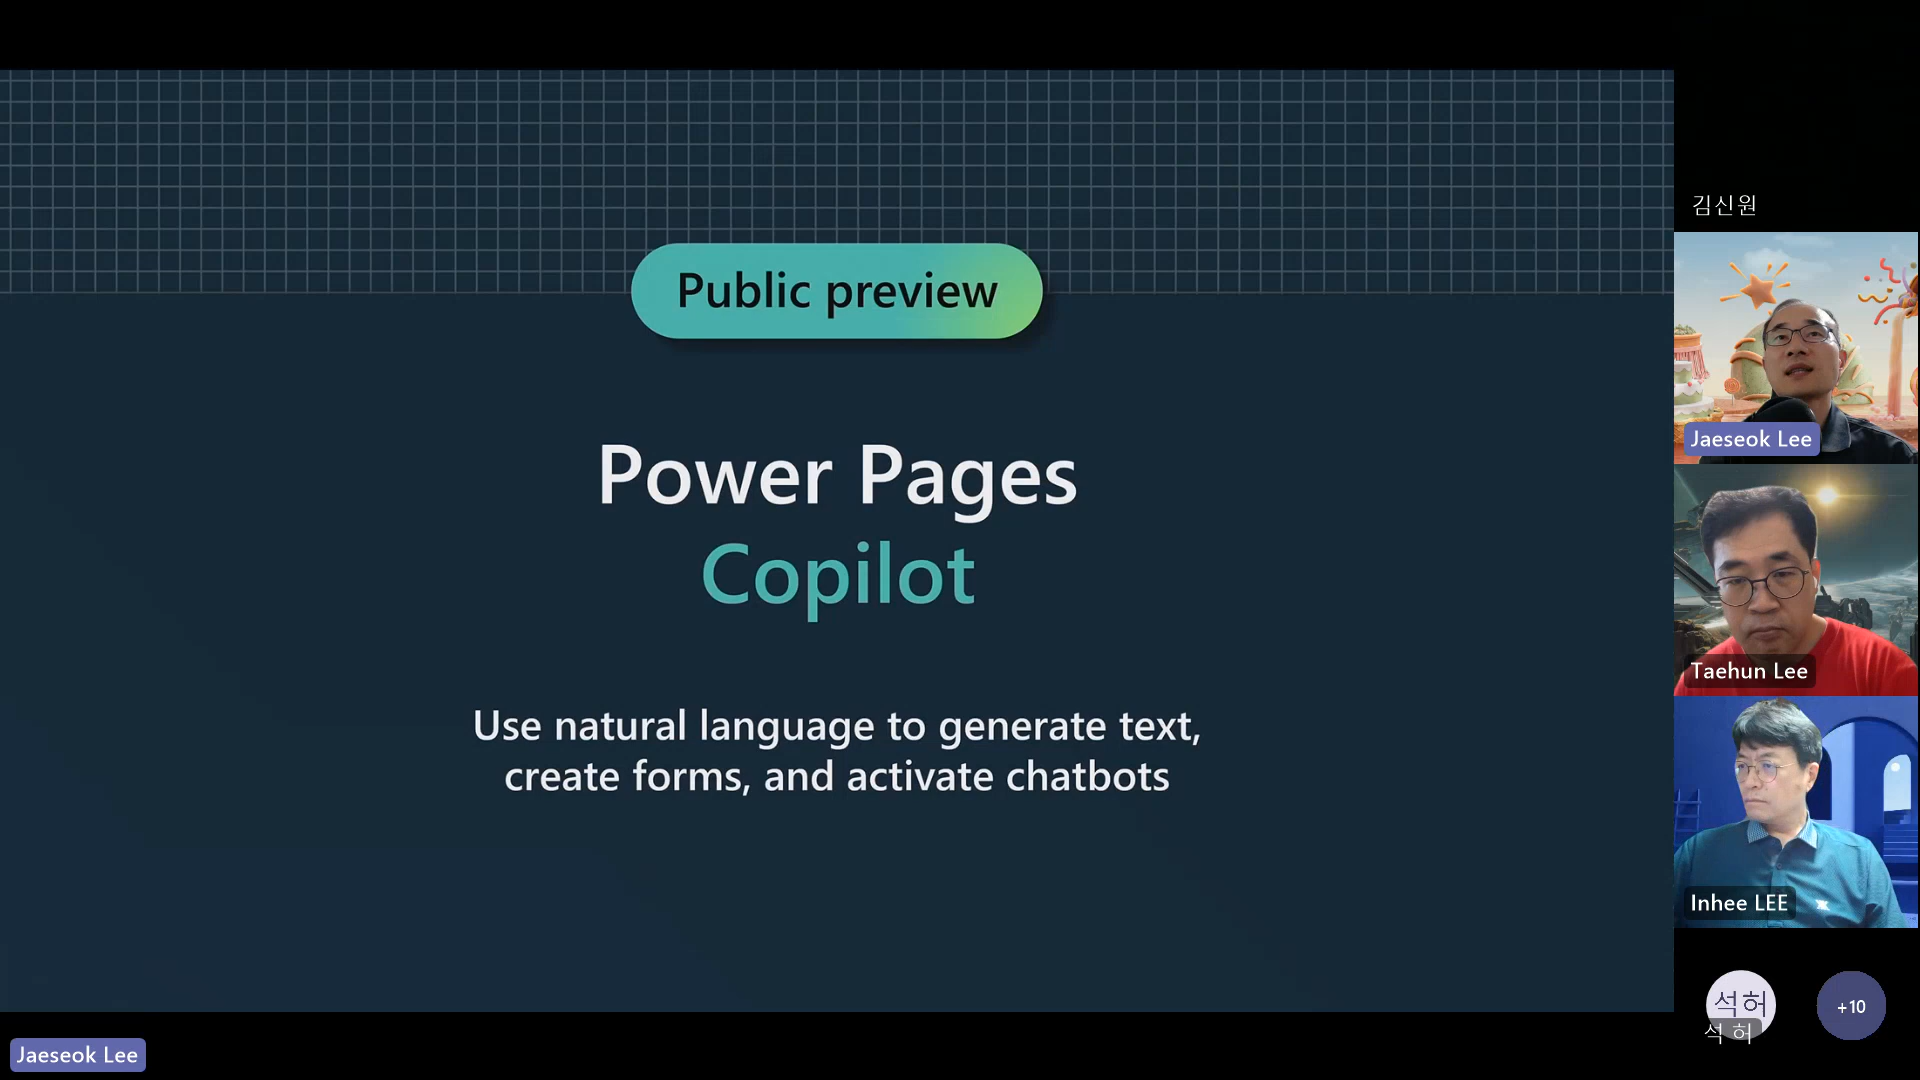 Public preview
Power Pages
Copilot
Use natural language to generate text,
create forms, and activate chatbots
김신원
Jaeseok Lee
Taehun Lee
Inhee LEE
석허
석 허
+10
Jaeseok Lee